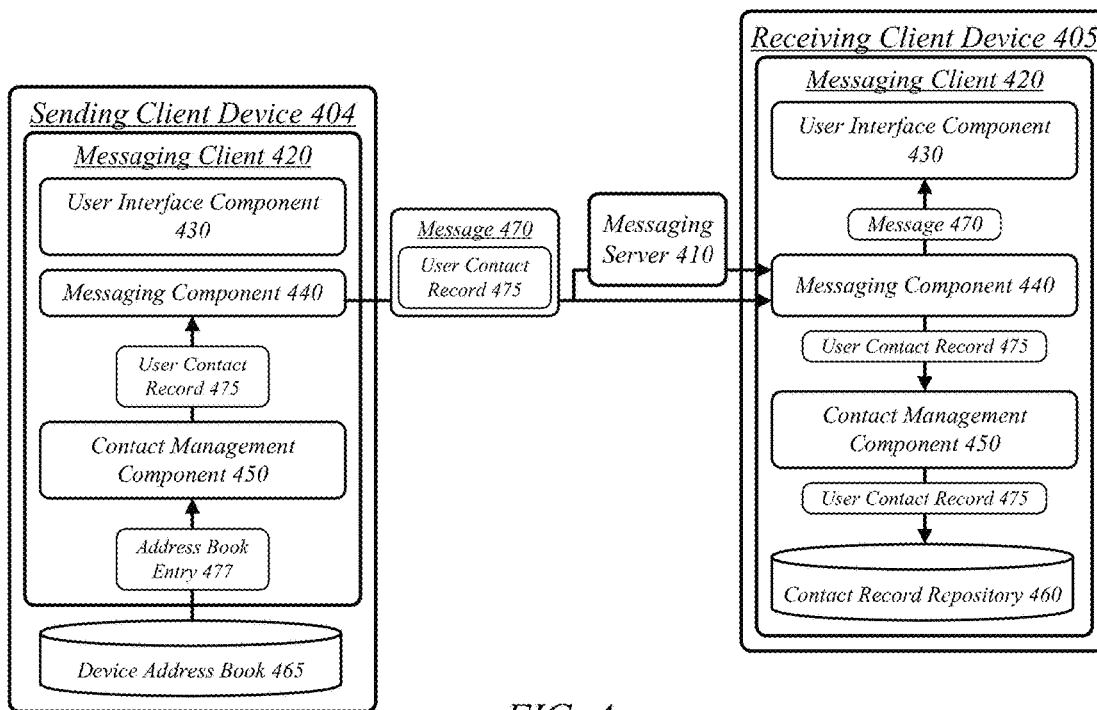 Sending Client Device 404
Messaging Client 420
User Interface Component
430
Messaging Component 440
User Contact
Record 475
Contact Management
Component 450
Address Book
Entry 477
Device Address Book 465
Message 470
User Contact
Record 475
Messaging
Server 410
Receiving Client Device 405
Messaging Client 420
User Interface Component
430
Message 470
Messaging Component 440
User Contact Record 475
Contact Management
Component 450
User Contact Record 475
Contact Record Repository 460